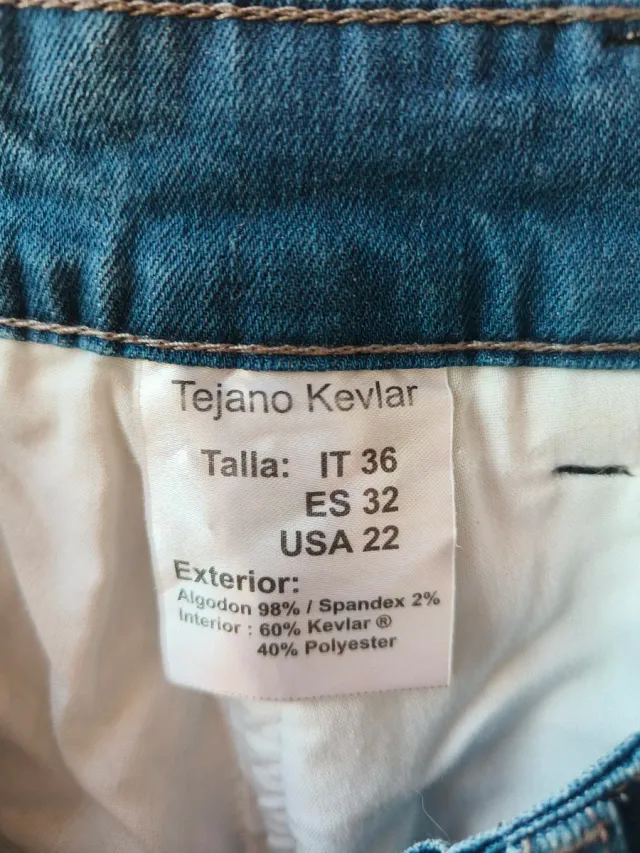 Tejano Kevlar
Talla: IT 36
ES 32
USA 22
Exterior:
Algodon 98% / Spandex 2%
Interior : 60% Kevlar ®
40% Polyester